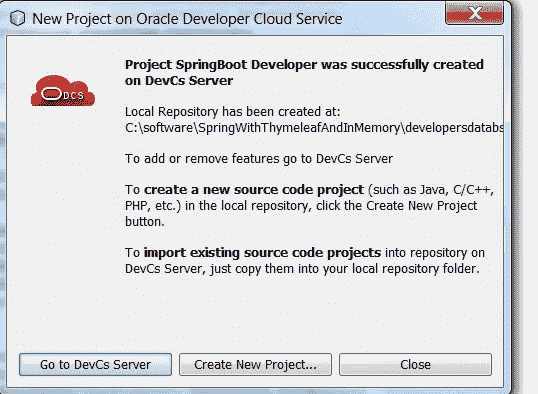 New Project on Oracle Developer Cloud Service
Project SpringBoot Developer was successfully created
on DevCs Server
DCS
Local Repository has been created at:
C:\software\SpringWithThymeleafAndInMemory\developersdatabs
To add or remove features go to DevCs Server
To create a new source code project (such as Java, C/C++,
PHP, etc.) in the local repository, click the Create New Project
button.
To import existing source code projects into repository on
DevCs Server, just copy them into your local repository folder.
Go to DevCs Server
Create New Project...
Close